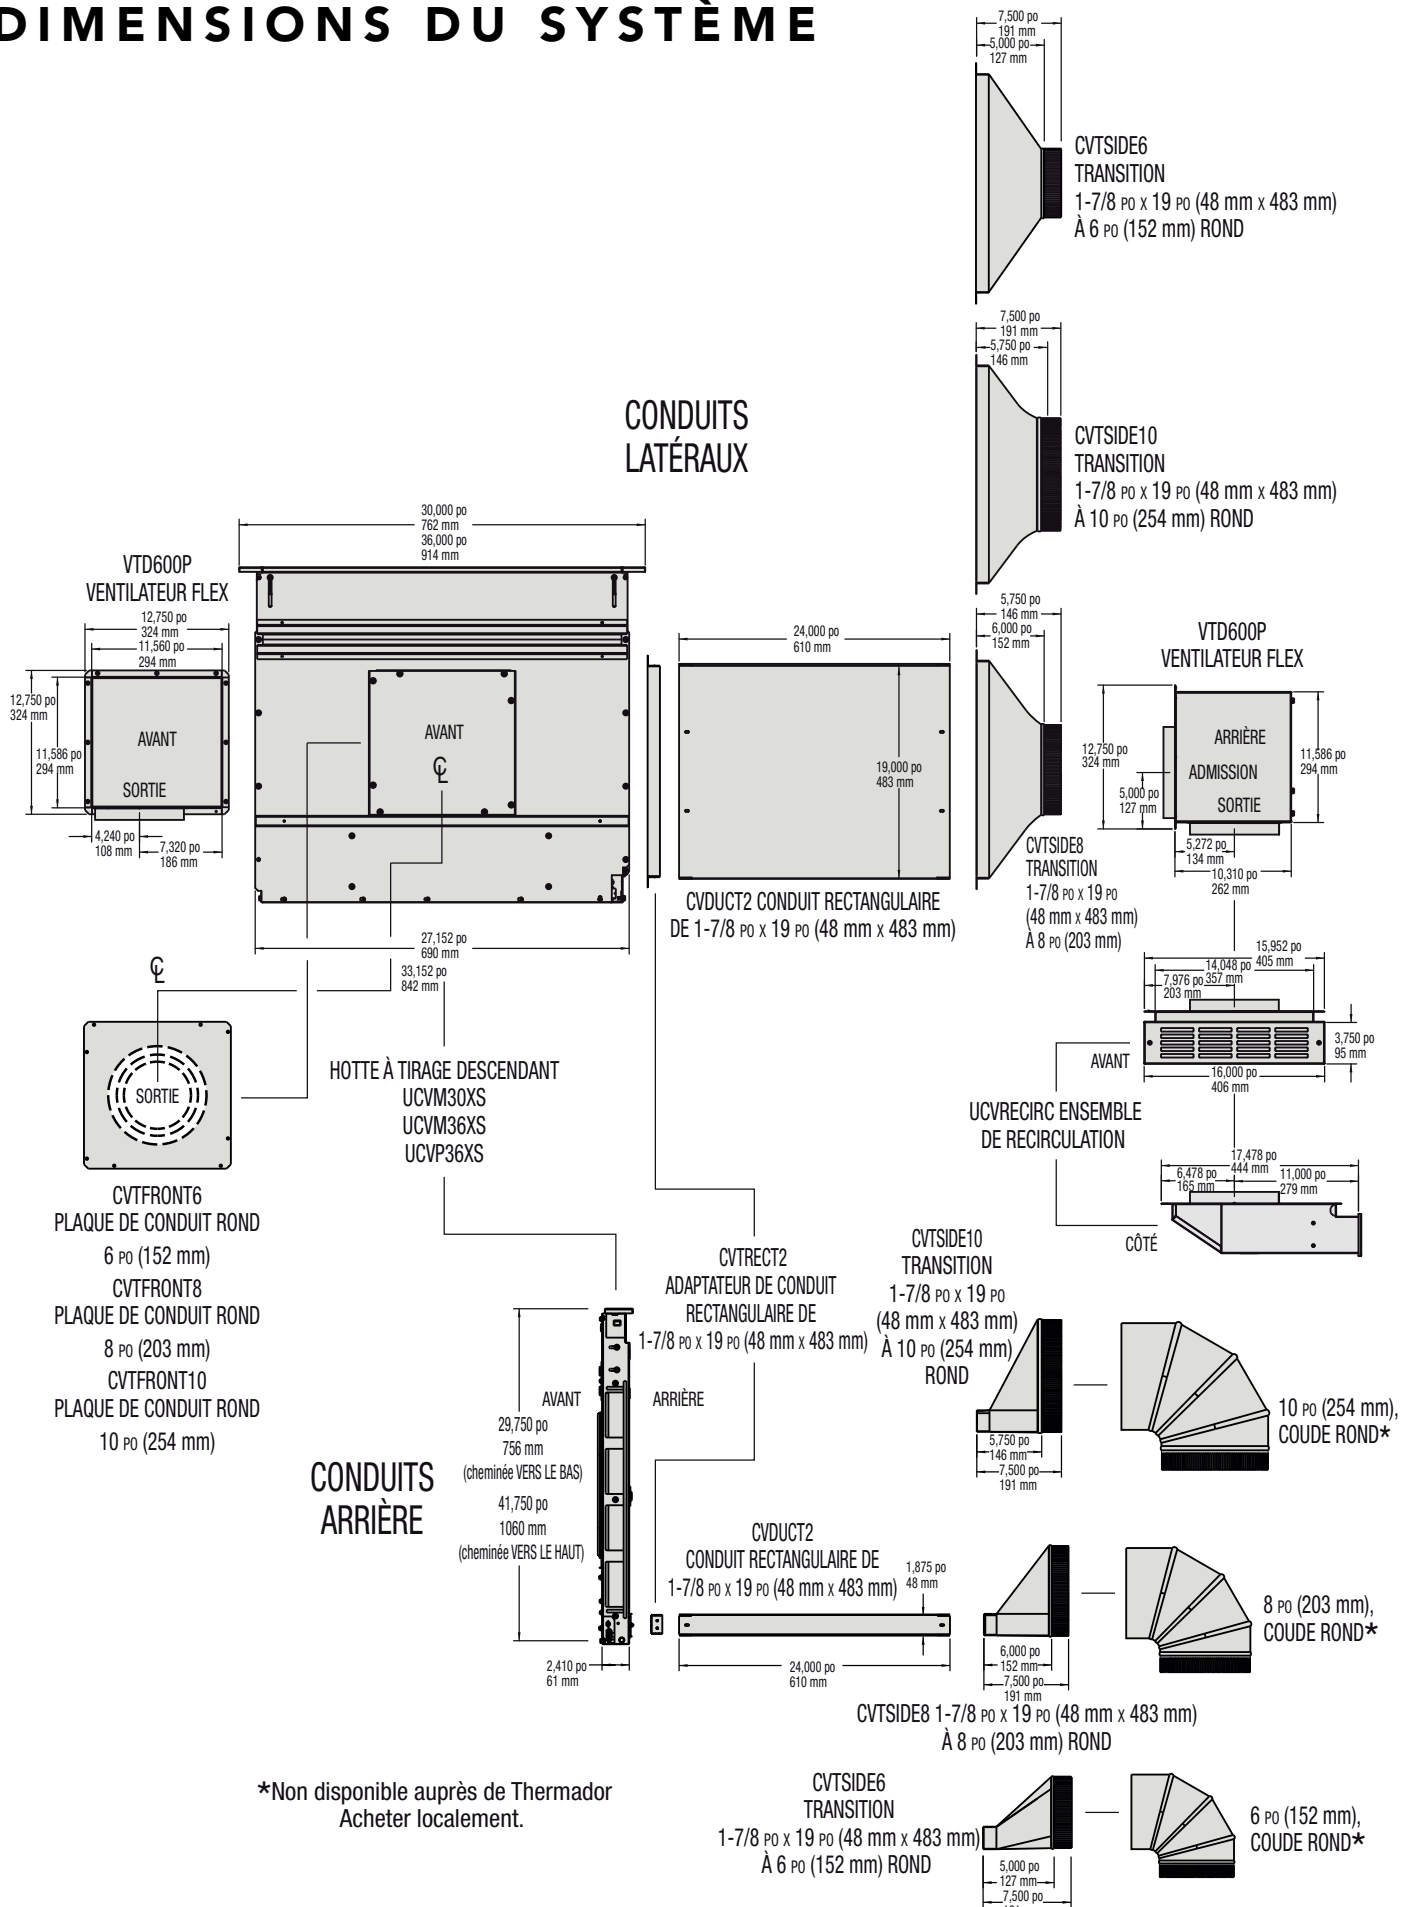 DIMENSIONS DU SYSTÈME
7,500 po
191 mm
5,000 po
127 mm
CVTSIDE6
TRANSITION
1-7/8 PO X 19 PO (48 mm X 483 mm)
À 6 PO (152 mm) ROND
7,500 po
191 mm
5,750 po
146 mm
CVTSIDE10
TRANSITION
1-7/8 PO X 19 PO (48 mm X 483 mm)
À 10 PO (254 mm) ROND
CONDUITS
LATÉRAUX
30,000 po
762 mm
36,000 po
914 mm
VTD600P
VENTILATEUR FLEX
12,750 po
324 mm
11,560 po
294 mm
12,750 po
324 mm
11,586 po
294 mm
AVANT
SORTIE
4,240 po
108 mm
7,320 po
186 mm
AVANT
℄
27,152 po
690 mm
33,152 po
842 mm
24,000 po
610 mm
19,000 po
483 mm
CVDUCT2 CONDUIT RECTANGULAIRE
DE 1-7/8 PO X 19 PO (48 mm X 483 mm)
5,750 po
146 mm
6,000 po
152 mm
CVTSIDE8
TRANSITION
1-7/8 PO X 19 PO
(48 mm X 483 mm)
À 8 PO (203 mm)
VTD600P
VENTILATEUR FLEX
12,750 po
324 mm
5,000 po
127 mm
ARRIÈRE
ADMISSION
SORTIE
11,586 po
294 mm
5,272 po
134 mm
10,310 po
262 mm
15,952 po
405 mm
14,048 po
357 mm
7,976 po
203 mm
3,750 po
95 mm
AVANT
16,000 po
406 mm
UCVRECIRC ENSEMBLE
DE RECIRCULATION
17,478 po
444 mm
6,478 po
165 mm
11,000 po
279 mm
CÔTÉ
℄
SORTIE
CVTFRONT6
PLAQUE DE CONDUIT ROND
6 PO (152 mm)
CVTFRONT8
PLAQUE DE CONDUIT ROND
8 PO (203 mm)
CVTFRONT10
PLAQUE DE CONDUIT ROND
10 PO (254 mm)
HOTTE À TIRAGE DESCENDANT
UCVM30XS
UCVM36XS
UCVP36XS
CVTRECT2
ADAPTATEUR DE CONDUIT
RECTANGULAIRE DE
1-7/8 PO X 19 PO (48 mm X 483 mm)
CVTSIDE10
TRANSITION
1-7/8 PO X 19 PO
(48 mm X 483 mm)
À 10 PO (254 mm)
ROND
5,750 po
146 mm
7,500 po
191 mm
10 PO (254 mm),
COUDE ROND*
CONDUITS
ARRIÈRE
AVANT
ARRIÈRE
29,750 po
756 mm
(cheminée VERS LE BAS)
41,750 po
1060 mm
(cheminée VERS LE HAUT)
2,410 po
61 mm
CVDUCT2
CONDUIT RECTANGULAIRE DE
1-7/8 PO X 19 PO (48 mm X 483 mm)
1,875 po
48 mm
24,000 po
610 mm
6,000 po
152 mm
7,500 po
191 mm
8 PO (203 mm),
COUDE ROND*
CVTSIDE8 1-7/8 PO X 19 PO (48 mm X 483 mm)
À 8 PO (203 mm) ROND
*Non disponible auprès de Thermador
Acheter localement.
CVTSIDE6
TRANSITION
1-7/8 PO X 19 PO (48 mm X 483 mm)
À 6 PO (152 mm) ROND
5,000 po
127 mm
7,500 po
6 PO (152 mm),
COUDE ROND*